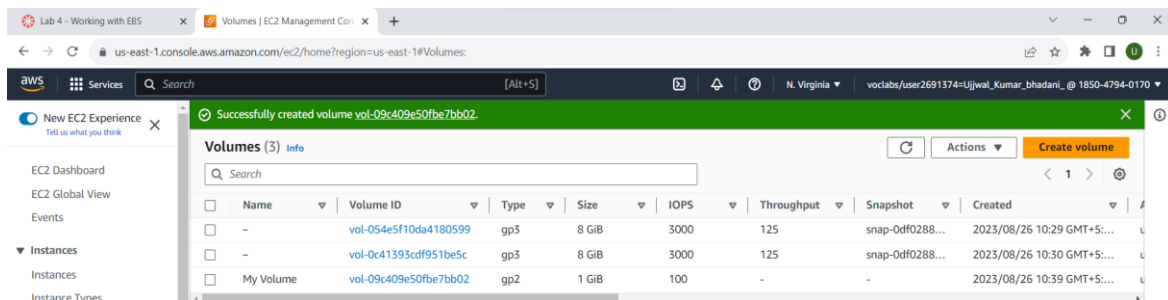 Lab 4 - Working with EBS
Volumes | EC2 Management Con
us-east-1.console.aws.amazon.com/ec2/home?region=us-east-1#Volumes:
U
aws Services Search [Alt+S] N. Virginia ▼ voclabs/user2691374=Ujjwal_Kumar_bhadani_ @ 1850-4794-0170 ▼
New EC2 Experience
Tell us what you think
Successfully created volume vol-09c409e50fbe7bb02.
Volumes (3) Info
Actions ▼ Create volume
Search
1
EC2 Dashboard
EC2 Global View
Events
▼ Instances
Instances
Instance Types
Name Volume ID Type Size IOPS Throughput Snapshot Created
– vol-054e5f10da4180599 gp3 8 GiB 3000 125 snap-0df0288... 2023/08/26 10:29 GMT+5:...
– vol-0c41393cdf951be5c gp3 8 GiB 3000 125 snap-0df0288... 2023/08/26 10:30 GMT+5:...
My Volume vol-09c409e50fbe7bb02 gp2 1 GiB 100 - - 2023/08/26 10:39 GMT+5:...